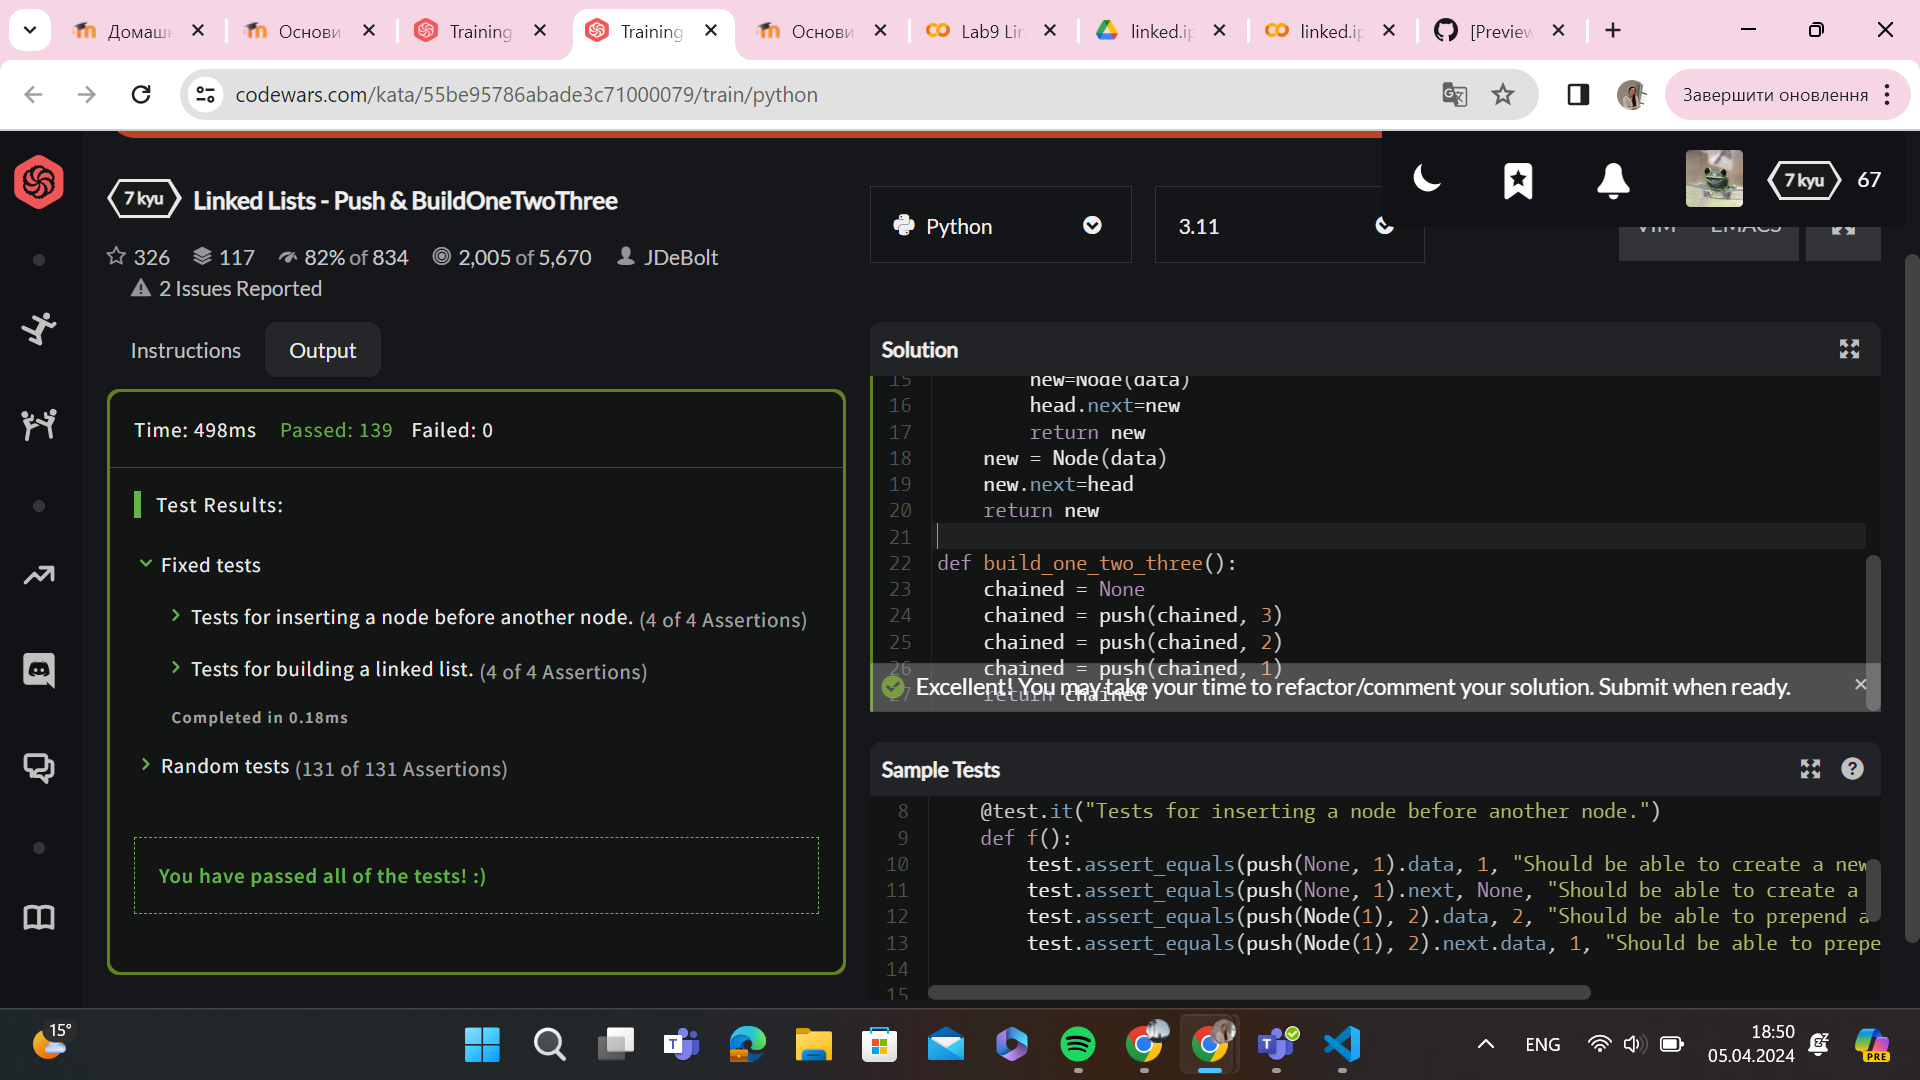 Домашн
Основи
Training
Training
Основи
Lab9 Lin
linked.ip
linked.ip
[Preview
codewars.com/kata/55be95786abade3c71000079/train/python
Завершити оновлення
7 kyu
Linked Lists - Push & BuildOneTwoThree
326 117 82% of 834 2,005 of 5,670 JDeBolt
2 Issues Reported
Python
3.11
VIM EMACS
7 kyu 67
Instructions Output
Time: 498ms Passed: 139 Failed: 0
Test Results:
Fixed tests
Tests for inserting a node before another node. (4 of 4 Assertions)
Tests for building a linked list. (4 of 4 Assertions)
Completed in 0.18ms
Random tests (131 of 131 Assertions)
You have passed all of the tests! :)
Solution
15 new=Node(data)
16 head.next=new
17 return new
18 new = Node(data)
19 new.next=head
20 return new
21
22 def build_one_two_three():
23 chained = None
24 chained = push(chained, 3)
25 chained = push(chained, 2)
26 chained = push(chained, 1)
27 return chained
Excellent! You may take your time to refactor/comment your solution. Submit when ready.
Sample Tests
8 @test.it("Tests for inserting a node before another node.")
9 def f():
10 test.assert_equals(push(None, 1).data, 1, "Should be able to create a new
11 test.assert_equals(push(None, 1).next, None, "Should be able to create a
12 test.assert_equals(push(Node(1), 2).data, 2, "Should be able to prepend a
13 test.assert_equals(push(Node(1), 2).next.data, 1, "Should be able to prepe
14
15
15°
ENG
18:50
05.04.2024
PRE